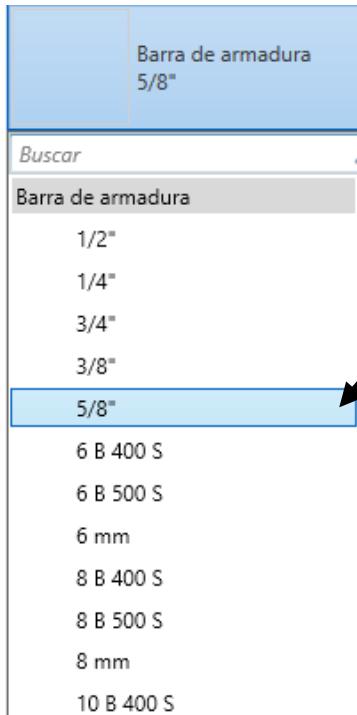 Barra de armadura
5/8"
Buscar
Barra de armadura
1/2"
1/4"
3/4"
3/8"
5/8"
6 B 400 S
6 B 500 S
6 mm
8 B 400 S
8 B 500 S
8 mm
10 B 400 S